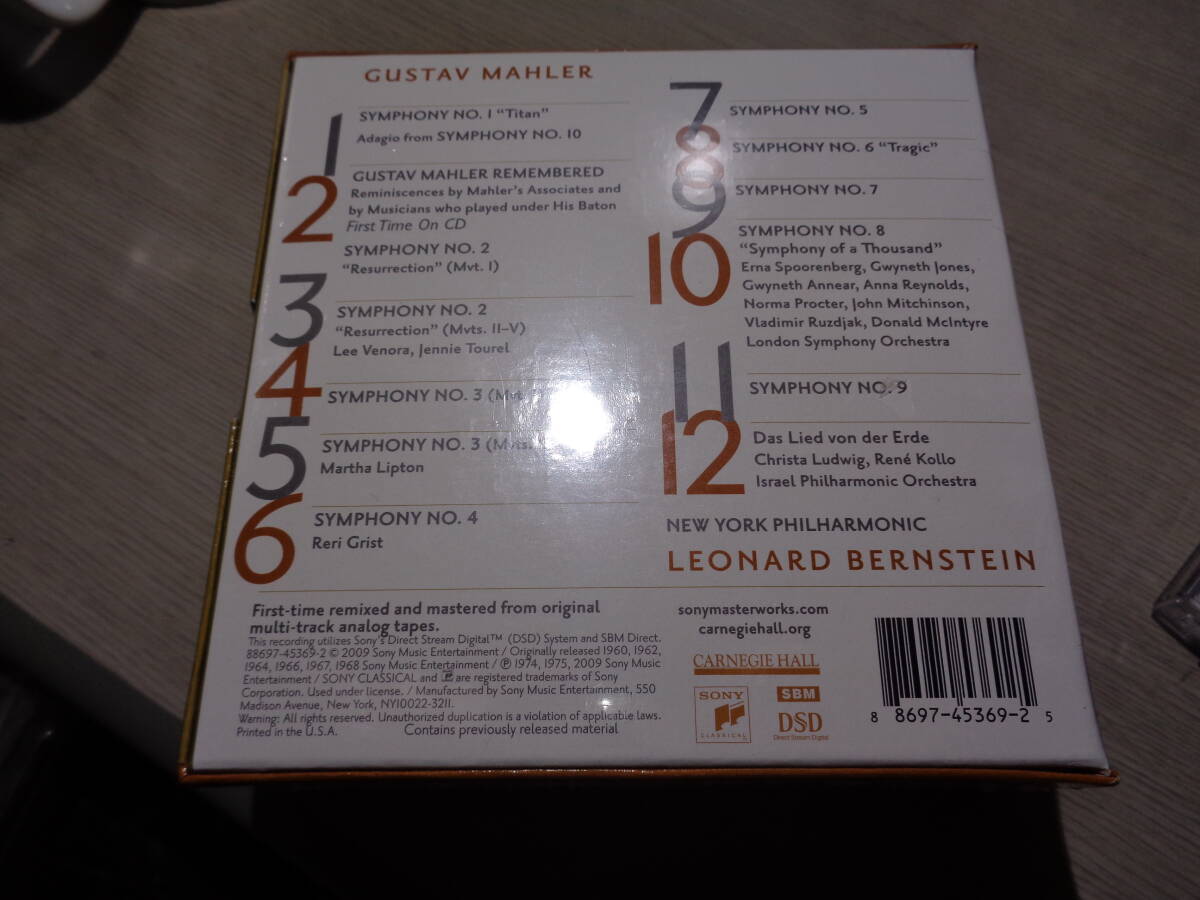 GUSTAV MAHLER
1
SYMPHONY NO. 1 "Titan"
Adagio from SYMPHONY NO. 10
2
GUSTAV MAHLER REMEMBERED
Reminiscences by Mahler's Associates and
by Musicians who played under His Baton
First Time On CD
SYMPHONY NO. 2
"Resurrection" (Mvt. I)
3
SYMPHONY NO. 2
"Resurrection" (Mvts. II–V)
Lee Venora, Jennie Tourel
4
SYMPHONY NO. 3 (Mvt.
5
SYMPHONY NO. 3 (Mvts.
Martha Lipton
6
SYMPHONY NO. 4
Reri Grist
7
SYMPHONY NO. 5
8
SYMPHONY NO. 6 "Tragic"
9
SYMPHONY NO. 7
10
SYMPHONY NO. 8
"Symphony of a Thousand"
Erna Spoorenberg, Gwyneth Jones,
Gwyneth Annear, Anna Reynolds,
Norma Procter, John Mitchinson,
Vladimir Ruzdjak, Donald McIntyre
London Symphony Orchestra
11
SYMPHONY NO. 9
12
Das Lied von der Erde
Christa Ludwig, René Kollo
Israel Philharmonic Orchestra
NEW YORK PHILHARMONIC
LEONARD BERNSTEIN
First-time remixed and mastered from original
multi-track analog tapes.
This recording utilizes Sony's Direct Stream Digital™ (DSD) System and SBM Direct.
88697-45369-2 © 2009 Sony Music Entertainment / Originally released 1960, 1962,
1964, 1966, 1967, 1968 Sony Music Entertainment / ℗ 1974, 1975, 2009 Sony Music
Entertainment / SONY CLASSICAL and are registered trademarks of Sony
Corporation. Used under license. / Manufactured by Sony Music Entertainment, 550
Madison Avenue, New York, NY10022-3211.
Warning: All rights reserved. Unauthorized duplication is a violation of applicable laws.
Printed in the U.S.A.
Contains previously released material
sonymasterworks.com
carnegiehall.org
CARNEGIE HALL
SONY
CLASSICAL
SBM
DSD
Direct Stream Digital
8 8697-45369-2 5